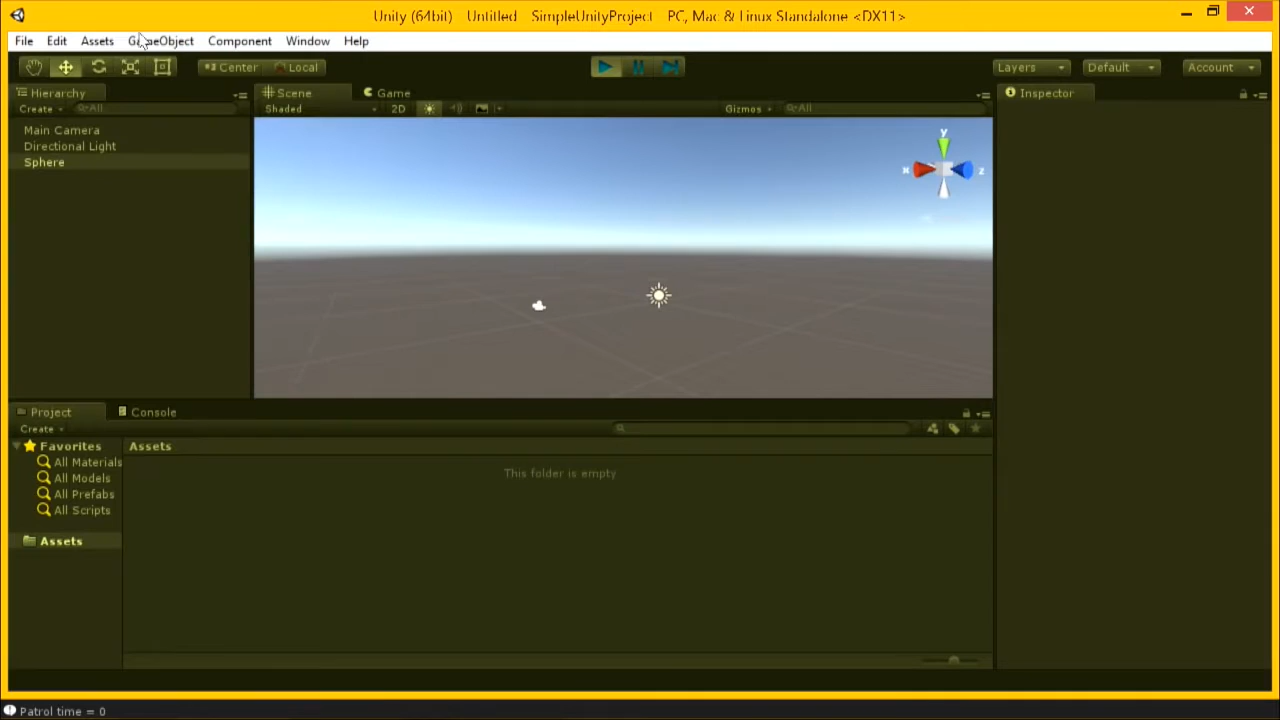 Unity (64bit) Untitled SimpleUnityProject PC, Mac & Linux Standalone <DX11>
File Edit Assets GameObject Component Window Help
Center Local Layers Default Account
Hierarchy Scene Game Inspector
Create All Shaded 2D Gizmos All
Main Camera
Directional Light
Sphere
y
x z
Project Console
Create
Favorites Assets
All Materials
All Models
All Prefabs
All Scripts
Assets
This folder is empty
Patrol time = 0